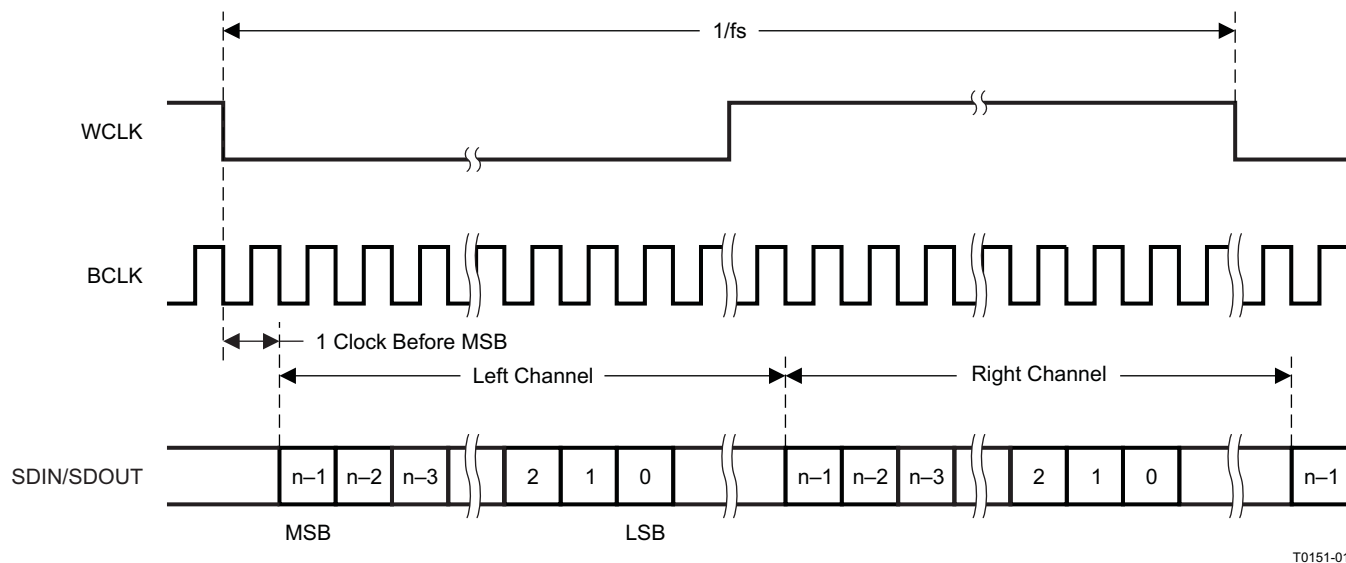 1/fs
WCLK
BCLK
1 Clock Before MSB
Left Channel
Right Channel
SDIN/SDOUT
n–1 n–2 n–3 2 1 0 n–1 n–2 n–3 2 1 0 n–1
MSB LSB
T0151-01